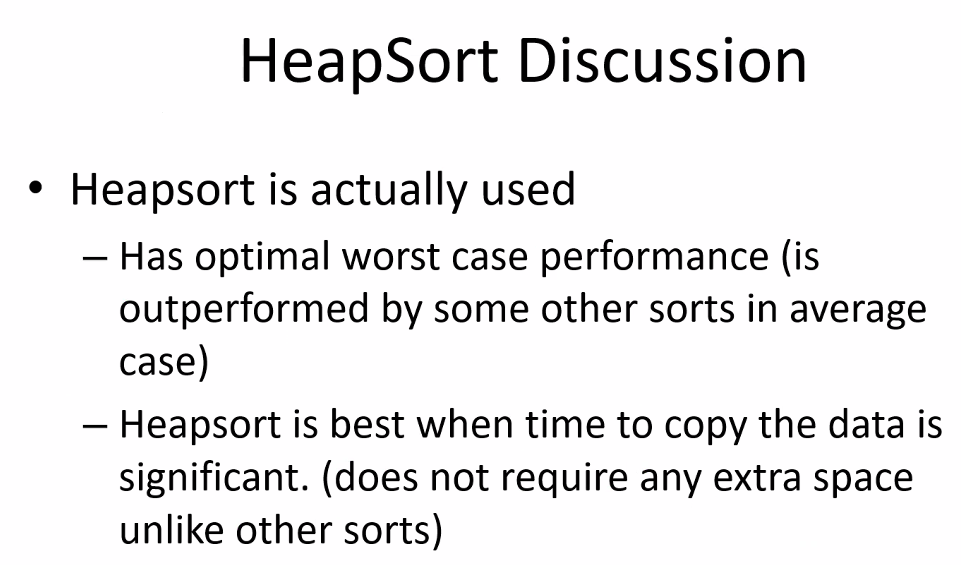 HeapSort Discussion
• Heapsort is actually used
– Has optimal worst case performance (is
outperformed by some other sorts in average
case)
– Heapsort is best when time to copy the data is
significant. (does not require any extra space
unlike other sorts)